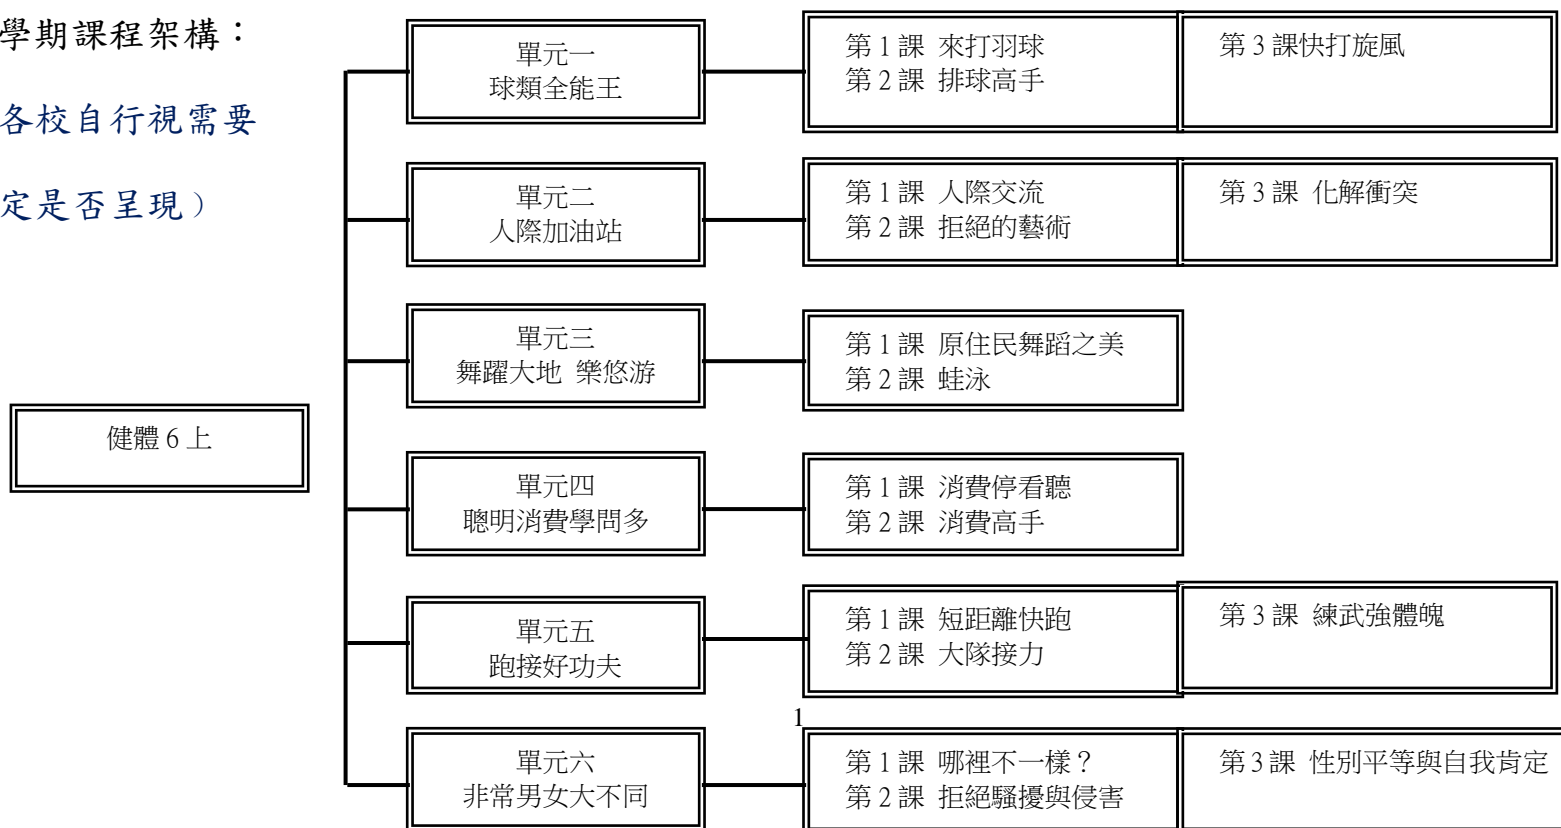 學期課程架構：
各校自行視需要
定是否呈現）
健體 6 上
單元一
球類全能王
第 1 課 來打羽球
第 2 課 排球高手
第 3 課快打旋風
單元二
人際加油站
第 1 課 人際交流
第 2 課 拒絕的藝術
第 3 課 化解衝突
單元三
舞躍大地 樂悠游
第 1 課 原住民舞蹈之美
第 2 課 蛙泳
單元四
聰明消費學問多
第 1 課 消費停看聽
第 2 課 消費高手
單元五
跑接好功夫
第 1 課 短距離快跑
第 2 課 大隊接力
第 3 課 練武強體魄
1
單元六
非常男女大不同
第 1 課 哪裡不一樣？
第 2 課 拒絕騷擾與侵害
第 3 課 性別平等與自我肯定